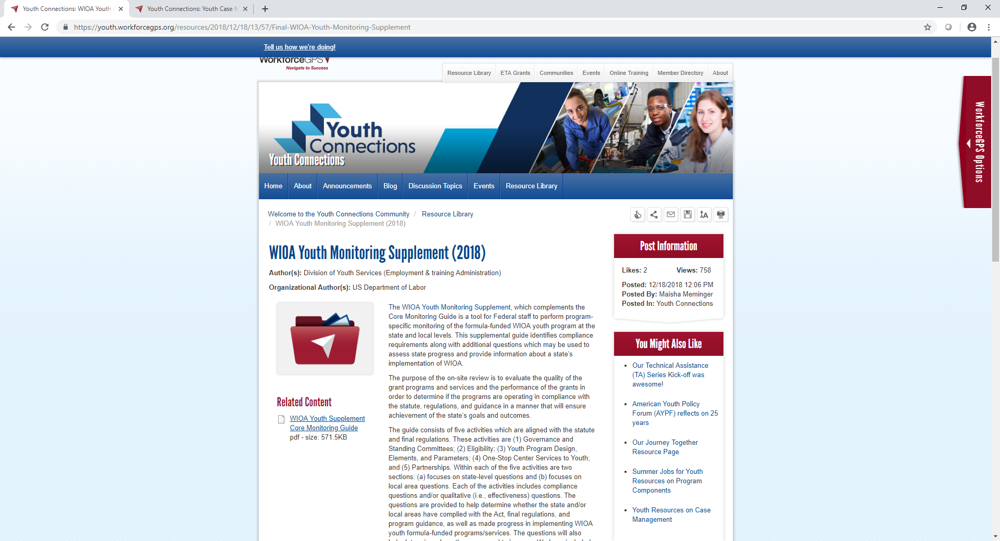 Youth Connections: WIOA Youth
Youth Connections: Youth Case M
https://youth.workforcegps.org/resources/2018/12/18/13/57/Final-WIOA-Youth-Monitoring-Supplement
Tell us how we're doing!
WorkforceGPS
Navigate to Success
Resource Library
ETA Grants
Communities
Events
Online Training
Member Directory
About
Youth
Connections
Youth Connections
WorkforceGPS Options
Home
About
Announcements
Blog
Discussion Topics
Events
Resource Library
Welcome to the Youth Connections Community / Resource Library
/ WIOA Youth Monitoring Supplement (2018)
WIOA Youth Monitoring Supplement (2018)
Author(s): Division of Youth Services (Employment & training Administration)
Organizational Author(s): US Department of Labor
Related Content
WIOA Youth Supplement
Core Monitoring Guide
pdf - size: 571.5KB
The WIOA Youth Monitoring Supplement, which complements the
Core Monitoring Guide is a tool for Federal staff to perform program-
specific monitoring of the formula-funded WIOA youth program at the
state and local levels. This supplemental guide identifies compliance
requirements along with additional questions which may be used to
assess state progress and provide information about a state's
implementation of WIOA.
The purpose of the on-site review is to evaluate the quality of the
grant programs and services and the performance of the grants in
order to determine if the programs are operating in compliance with
the statute, regulations, and guidance in a manner that will ensure
achievement of the state's goals and outcomes.
The guide consists of five activities which are aligned with the statute
and final regulations. These activities are (1) Governance and
Standing Committees; (2) Eligibility; (3) Youth Program Design,
Elements, and Parameters; (4) One-Stop Center Services to Youth;
and (5) Partnerships. Within each of the five activities are two
sections: (a) focuses on state-level questions and (b) focuses on
local area questions. Each of the activities includes compliance
questions and/or qualitative (i.e., effectiveness) questions. The
questions are provided to help determine whether the state and/or
local areas have complied with the Act, final regulations, and
program guidance, as well as made progress in implementing WIOA
youth formula-funded programs/services. The questions will also
Post Information
Likes: 2 Views: 758
Posted: 12/18/2018 12:06 PM
Posted By: Maisha Meminger
Posted In: Youth Connections
You Might Also Like
Our Technical Assistance
(TA) Series Kick-off was
awesome!
American Youth Policy
Forum (AYPF) reflects on 25
years
Our Journey Together
Resource Page
Summer Jobs for Youth
Resources on Program
Components
Youth Resources on Case
Management